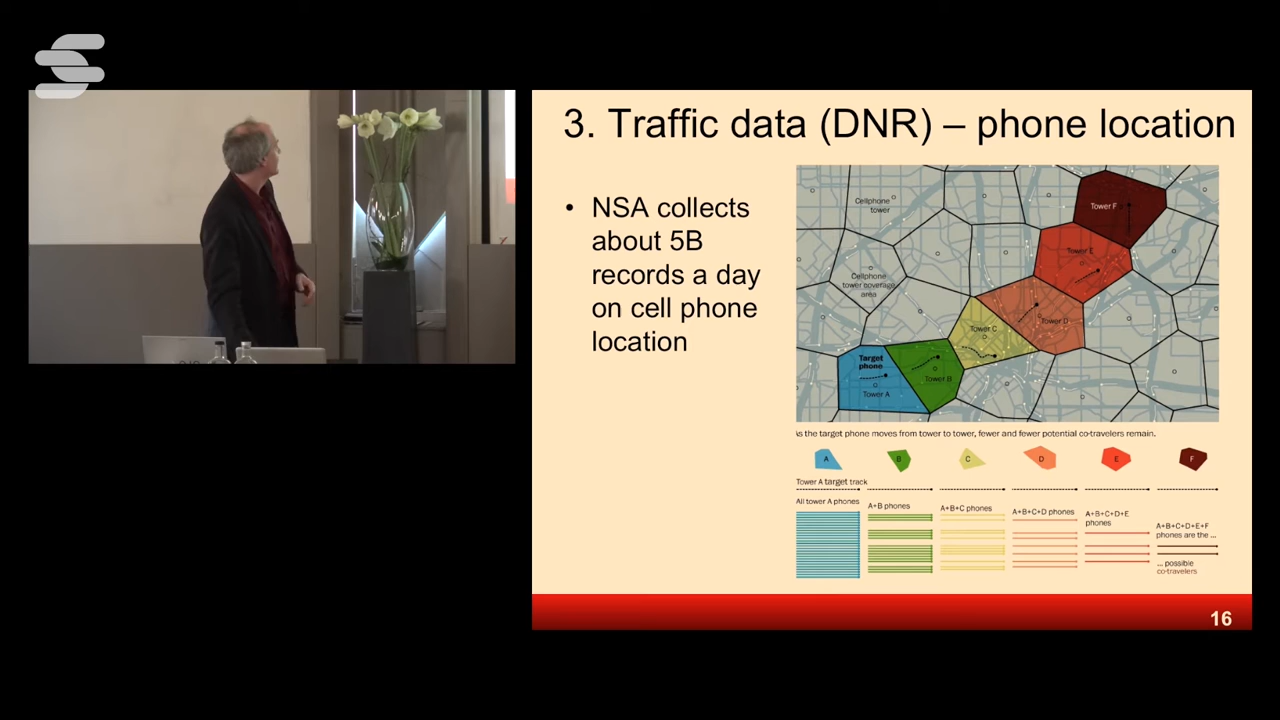 3. Traffic data (DNR) – phone location
• NSA collects
about 5B
records a day
on cell phone
location
Cellphone
tower
Cellphone
tower coverage
area
Tower F
Tower E
Tower D
Tower C
Target
phone
Tower B
Tower A
As the target phone moves from tower to tower, fewer and fewer potential co-travelers remain.
A B C D E F
Tower A target track
All tower A phones
A+B phones
A+B+C phones
A+B+C+D phones
A+B+C+D+E
phones
A+B+C+D+E+F
phones are the ...
... possible
co-travelers
16